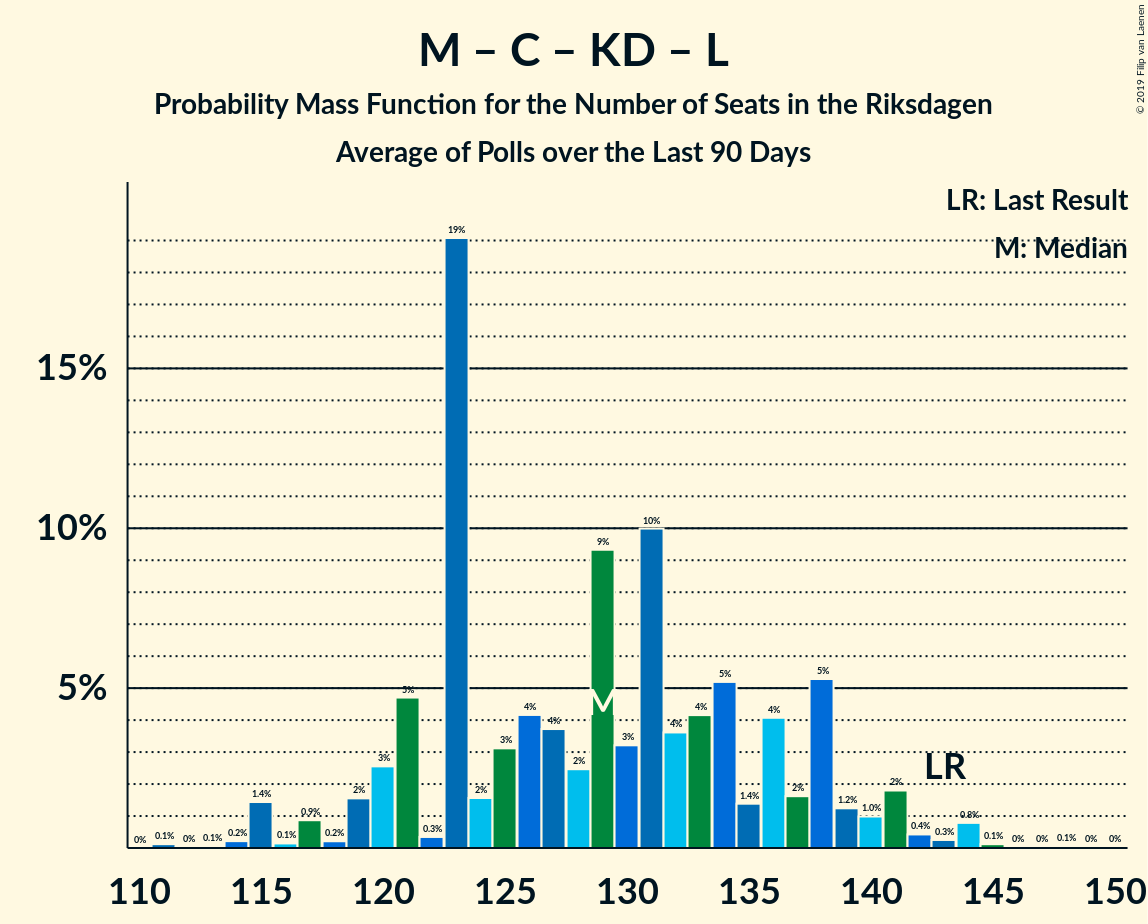 M – C – KD – L
Probability Mass Function for the Number of Seats in the Riksdagen
Average of Polls over the Last 90 Days
© 2019 Filip van Laenen
LR: Last Result
M: Median
15%
10%
5%
0% 0.1% 0% 0.1% 0.2% 1.4% 0.1% 0.9% 0.2% 2% 3% 5% 0.3% 19% 2% 3% 4% 4% 2% 9% 3% 10% 4% 4% 5% 1.4% 4% 2% 5% 1.2% 1.0% 2% 0.4% 0.3% 0.8% 0.1% 0% 0% 0.1% 0% 0%
M
LR
110 115 120 125 130 135 140 145 150